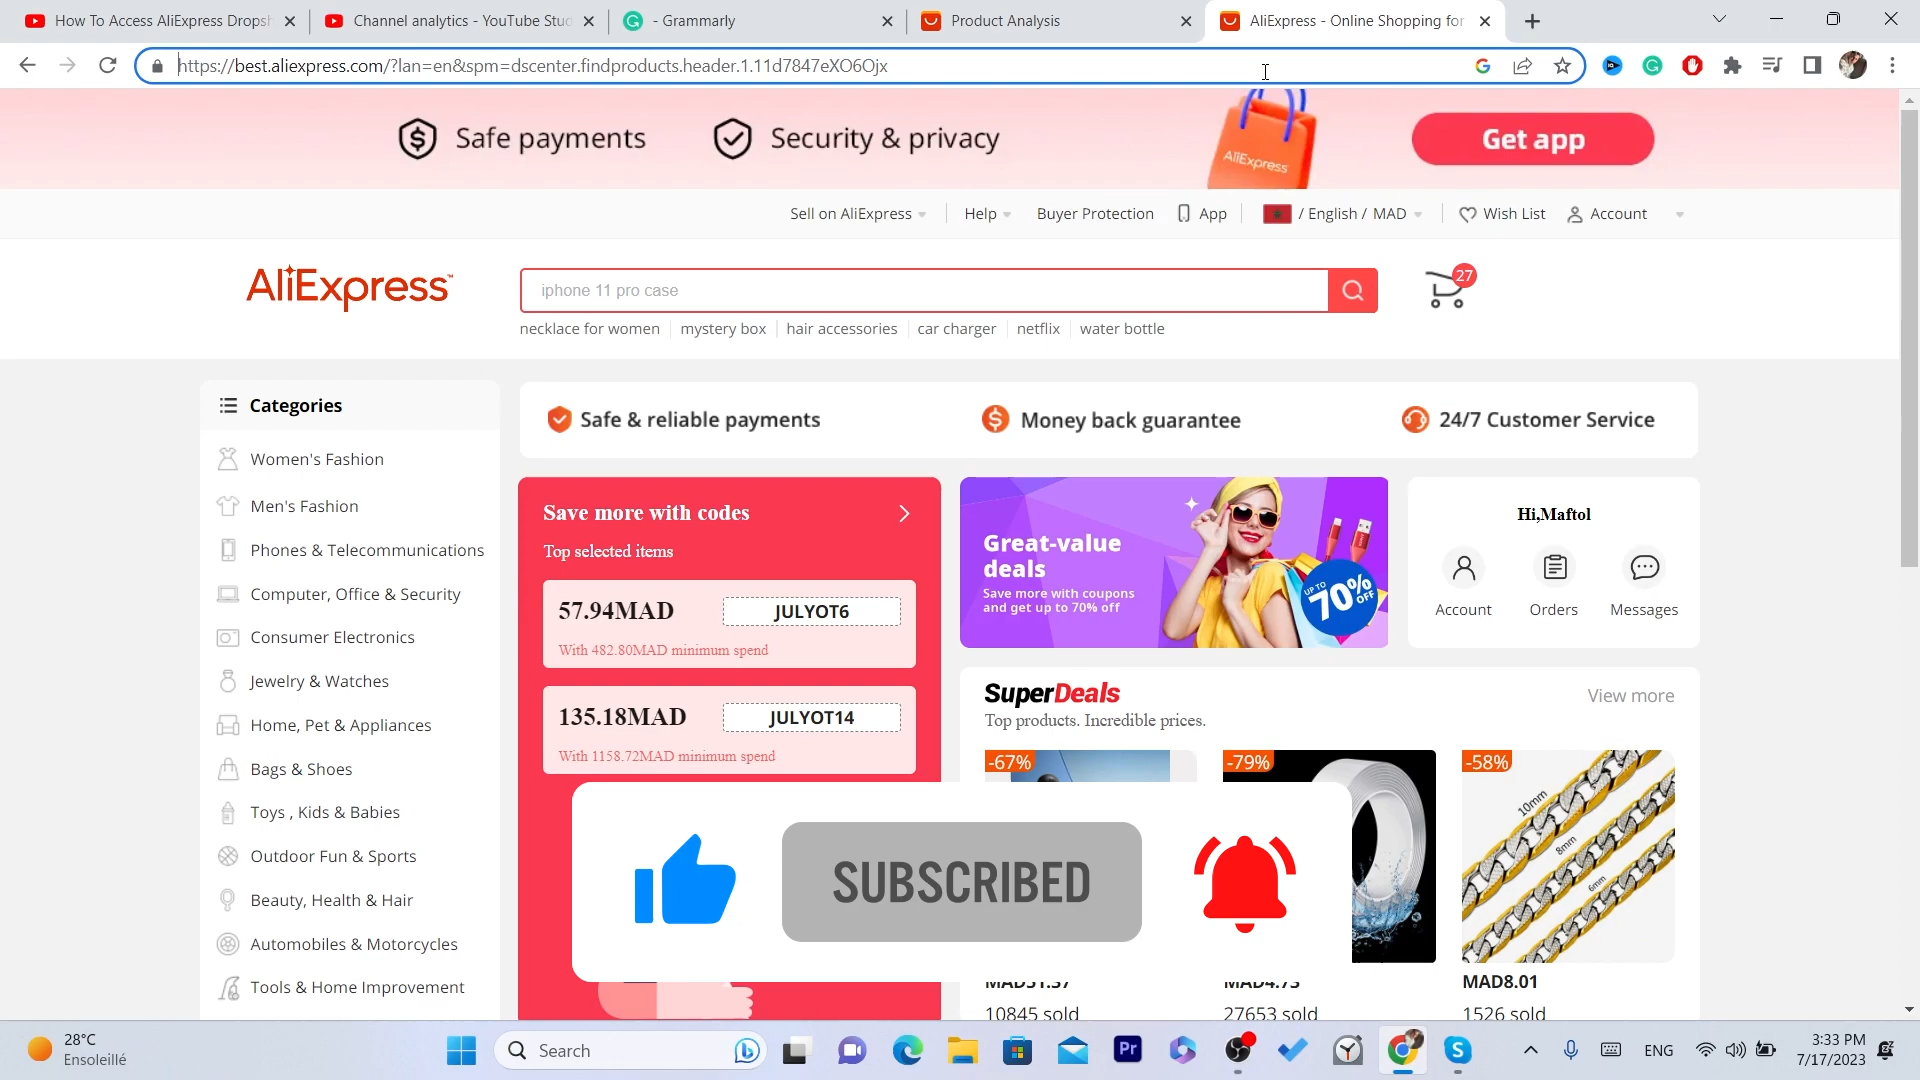 How To Access AliExpress Dropsh
Channel analytics - YouTube Stud
- Grammarly
Product Analysis
AliExpress - Online Shopping for
https://best.aliexpress.com/?lan=en&spm=dscenter.findproducts.header.1.11d7847eXO6Ojx
Safe payments
Security & privacy
AliExpress
Get app
Sell on AliExpress
Help
Buyer Protection
App
/ English / MAD
Wish List
Account
AliExpress
iphone 11 pro case
27
necklace for women
mystery box
hair accessories
car charger
netflix
water bottle
Categories
Women's Fashion
Men's Fashion
Phones & Telecommunications
Computer, Office & Security
Consumer Electronics
Jewelry & Watches
Home, Pet & Appliances
Bags & Shoes
Toys , Kids & Babies
Outdoor Fun & Sports
Beauty, Health & Hair
Automobiles & Motorcycles
Tools & Home Improvement
Safe & reliable payments
Money back guarantee
24/7 Customer Service
Save more with codes
Top selected items
57.94MAD
JULYOT6
With 482.80MAD minimum spend
135.18MAD
JULYOT14
With 1158.72MAD minimum spend
Great-value
deals
Save more with coupons
and get up to 70% off
UP TO
70% OFF
Hi,Maftol
Account
Orders
Messages
SuperDeals
View more
Top products. Incredible prices.
-67%
-79%
-58%
10mm
8mm
6mm
SUBSCRIBED
MAD8.01
10845 sold
27653 sold
1526 sold
28°C
Ensoleillé
Search
Pr
ENG
3:33 PM
7/17/2023